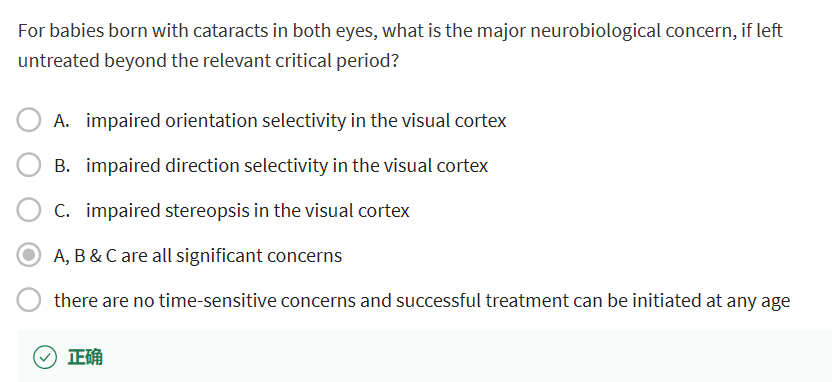 For babies born with cataracts in both eyes, what is the major neurobiological concern, if left
untreated beyond the relevant critical period?
A. impaired orientation selectivity in the visual cortex
B. impaired direction selectivity in the visual cortex
C. impaired stereopsis in the visual cortex
A, B & C are all significant concerns
there are no time-sensitive concerns and successful treatment can be initiated at any age
正确